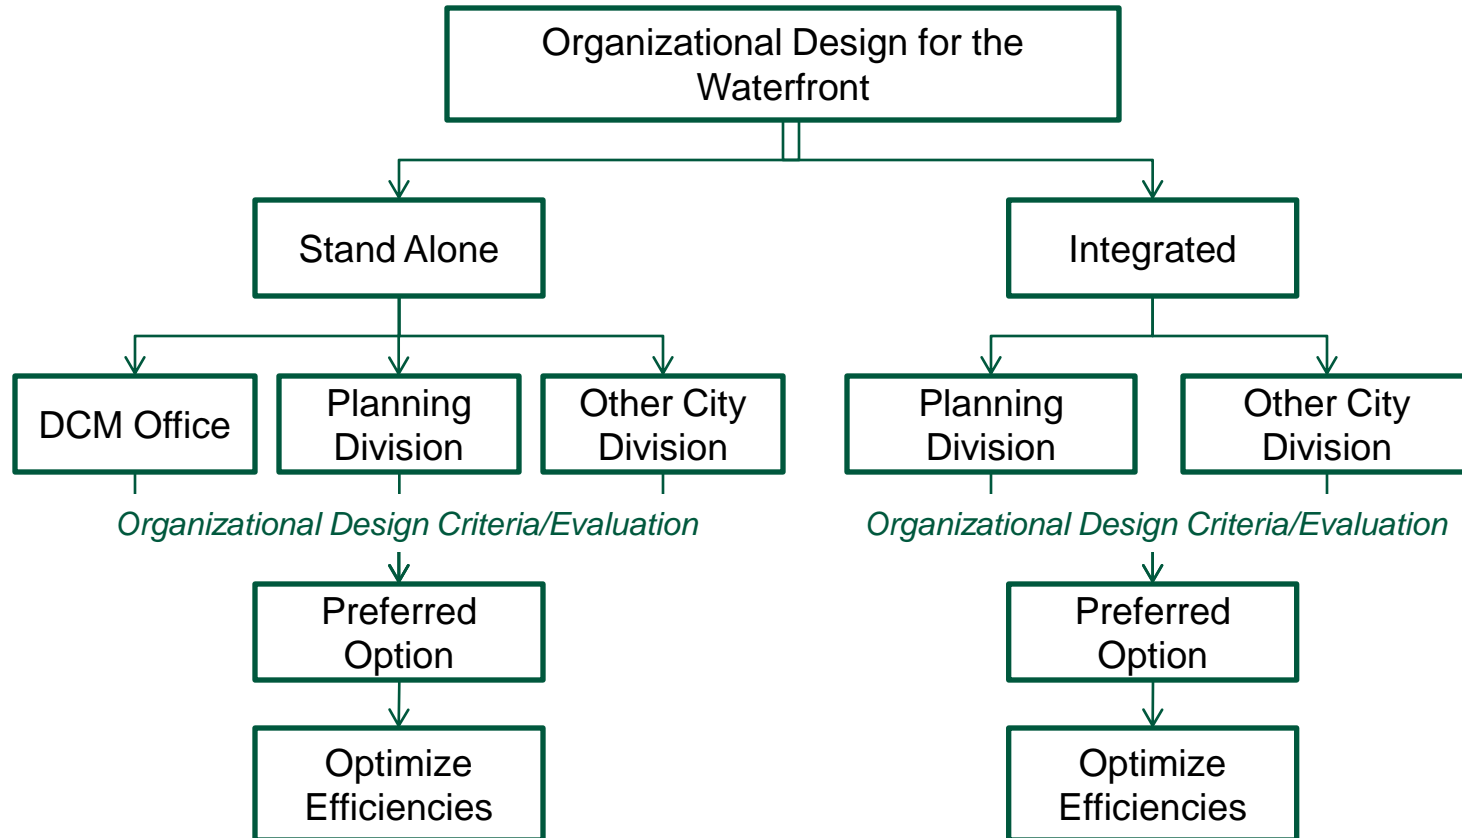 Organizational Design for the
Waterfront
Stand Alone
Integrated
DCM Office
Planning
Division
Other City
Division
Planning
Division
Other City
Division
Organizational Design Criteria/Evaluation
Organizational Design Criteria/Evaluation
Preferred
Option
Preferred
Option
Optimize
Efficiencies
Optimize
Efficiencies